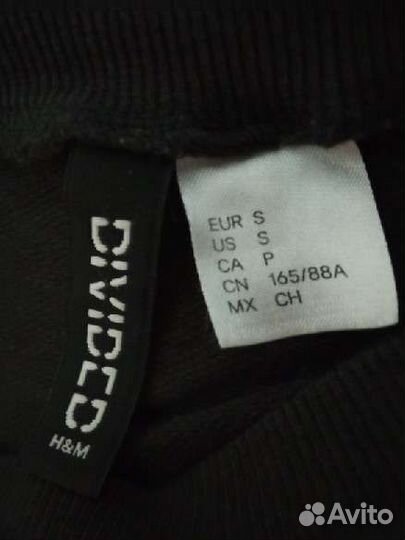 DIVIDED
H&M
EUR S
US S
CA P
CN 165/88A
MX CH
Avito